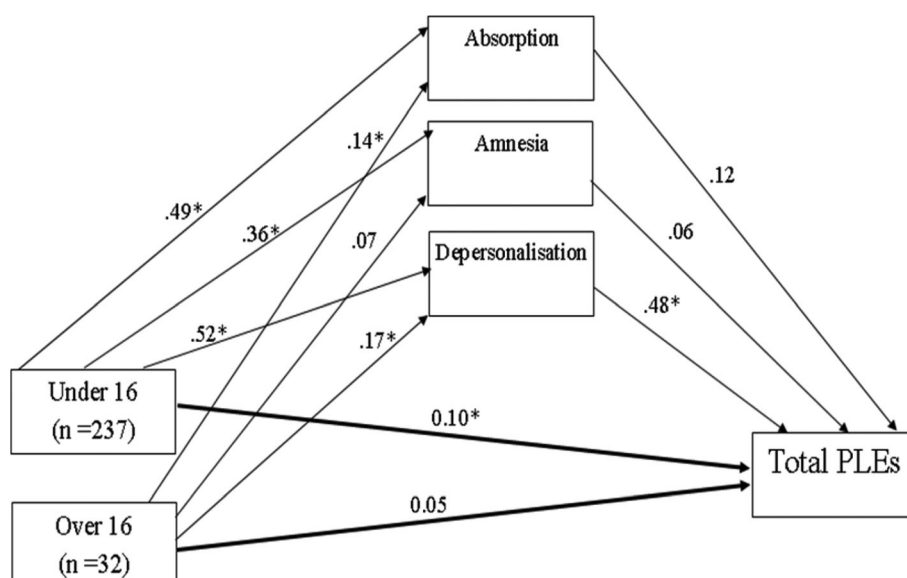 Absorption
.14*
Amnesia
.12
.49*
.36*
.07
.06
Depersonalisation
.52*
.17*
.48*
Under 16
(n =237)
0.10*
Total PLEs
Over 16
(n =32)
0.05